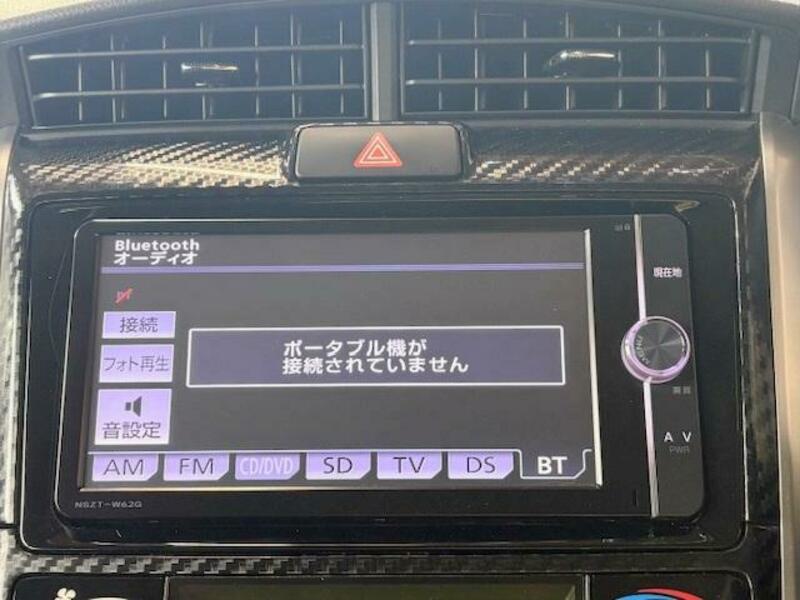 Bluetooth
オーディオ
現在地
接続
ポータブル機が
接続されていません
フォト再生
MENU
音設定
AM FM CD/DVD SD TV DS BT
A V
PWR
NSZT-W62G